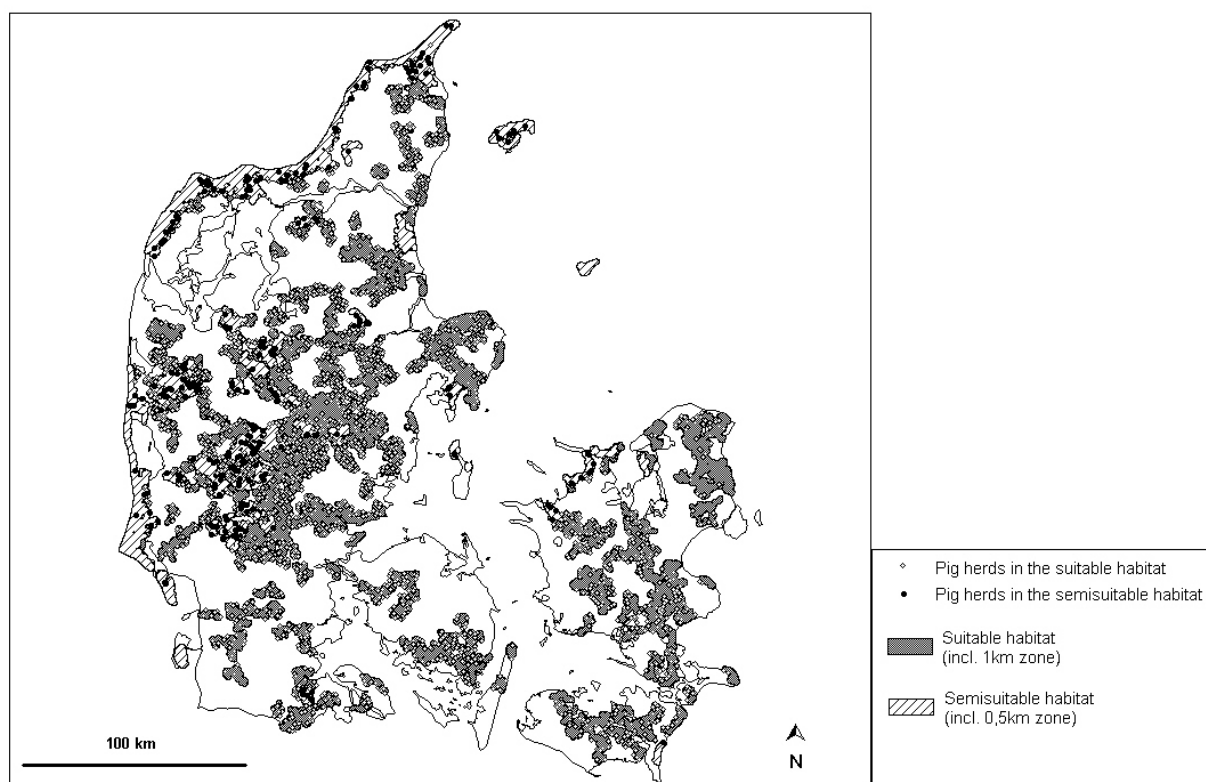 100 km
N
Pig herds in the suitable habitat
Pig herds in the semisuitable habitat
Suitable habitat
(incl. 1km zone)
Semisuitable habitat
(incl. 0,5km zone)